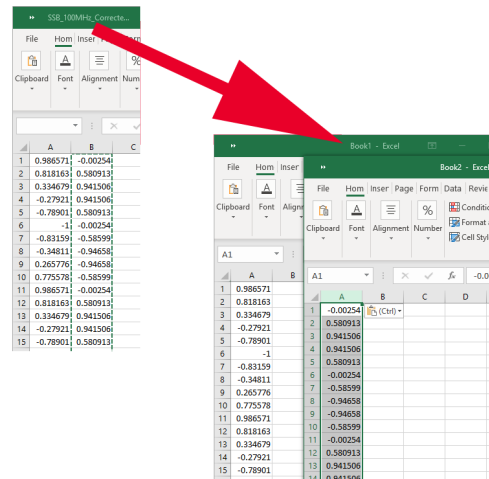 SSB_100MHz_Correcte...
File Hom Inser
Clipboard Font Alignment Num
A B C
1 0.986571 -0.00254
2 0.818163 0.580913
3 0.334679 0.941506
4 -0.27921 0.941506
5 -0.78901 0.580913
6 -1 -0.00254
7 -0.83159 -0.58599
8 -0.34811 -0.94658
9 0.265776 -0.94658
10 0.775578 -0.58599
11 0.986571 -0.00254
12 0.818163 0.580913
13 0.334679 0.941506
14 -0.27921 0.941506
15 -0.78901 0.580913
Book1 - Excel
File Hom Inser
Clipboard Font Alignr
A1
A B
1 0.986571
2 0.818163
3 0.334679
4 -0.27921
5 -0.78901
6 -1
7 -0.83159
8 -0.34811
9 0.265776
10 0.775578
11 0.986571
12 0.818163
13 0.334679
14 -0.27921
15 -0.78901
Book2 - Excel
File Hom Inser Page Form Data Revie
Clipboard Font Alignment Number
Conditic
Format
Cell Styl
A1 fx -0.0
A B C D
1 -0.00254 (Ctrl)
2 0.580913
3 0.941506
4 0.941506
5 0.580913
6 -0.00254
7 -0.58599
8 -0.94658
9 -0.94658
10 -0.58599
11 -0.00254
12 0.580913
13 0.941506
14 0.941506